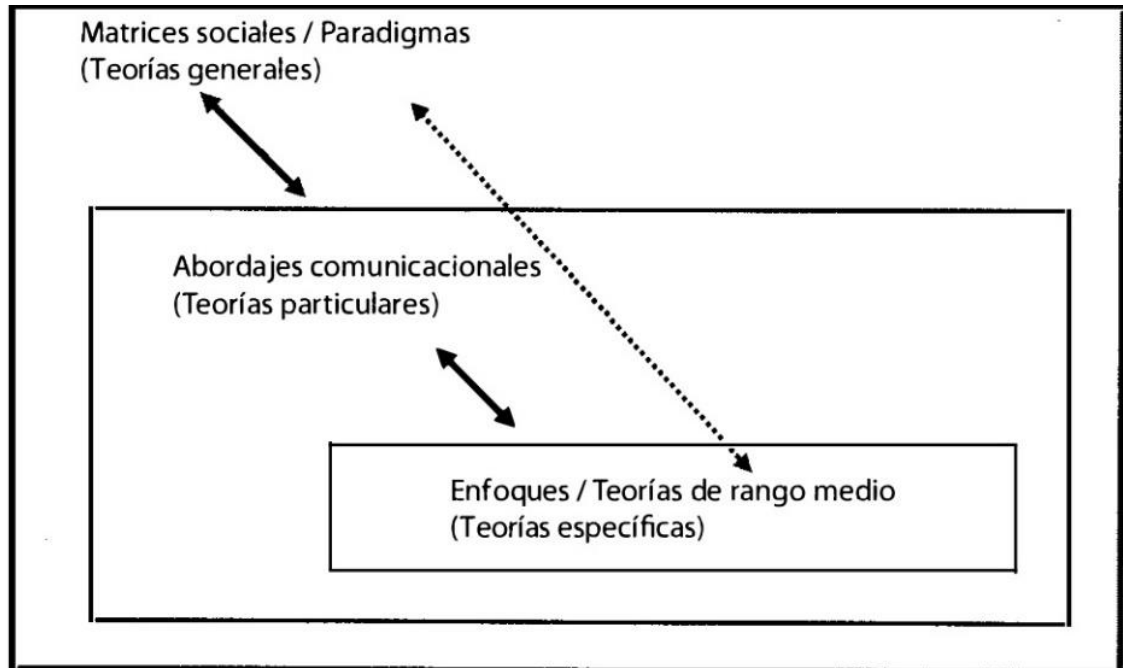 Matrices sociales / Paradigmas
(Teorías generales)
Abordajes comunicacionales
(Teorías particulares)
Enfoques / Teorías de rango medio
(Teorías específicas)